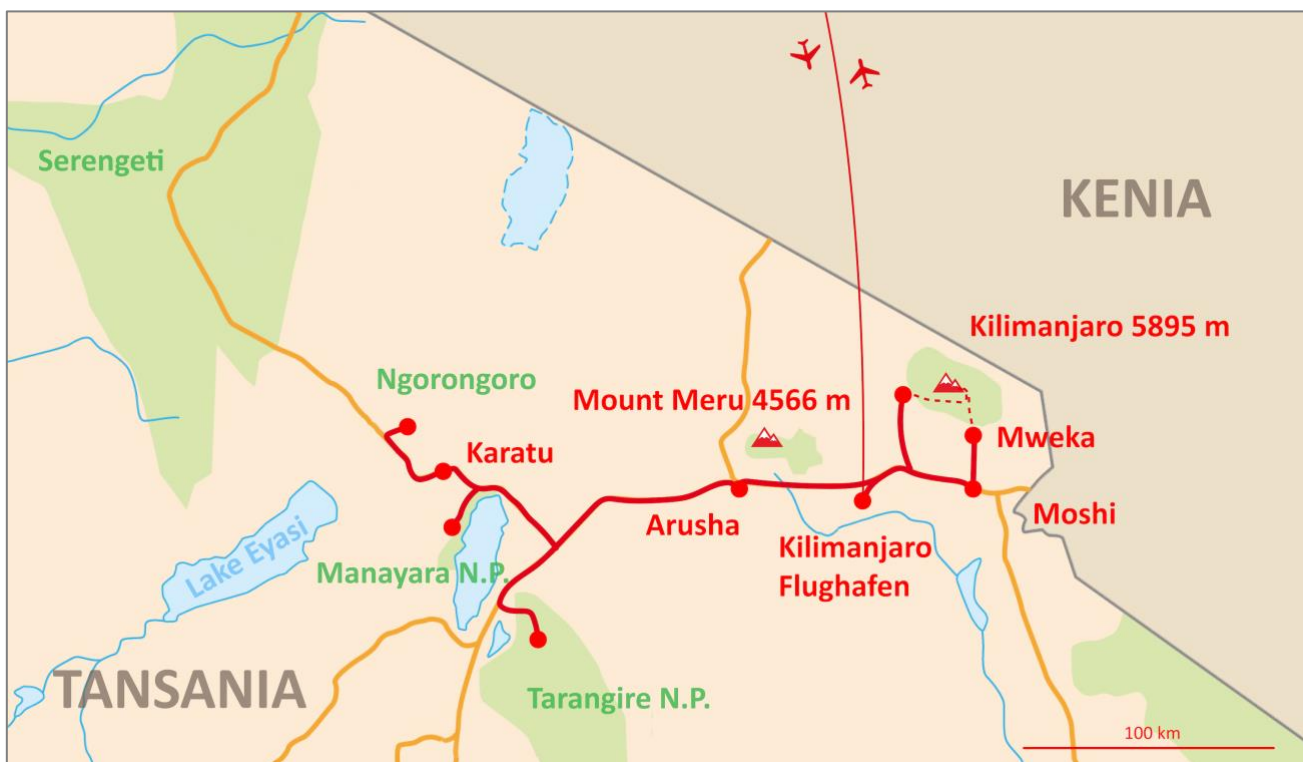 Serengeti
KENIA
Kilimanjaro 5895 m
Ngorongoro
Mount Meru 4566 m
Karatu
Mweka
Arusha
Moshi
Kilimanjaro
Flughafen
Lake Eyasi
Manayara N.P.
TANSANIA
Tarangire N.P.
100 km